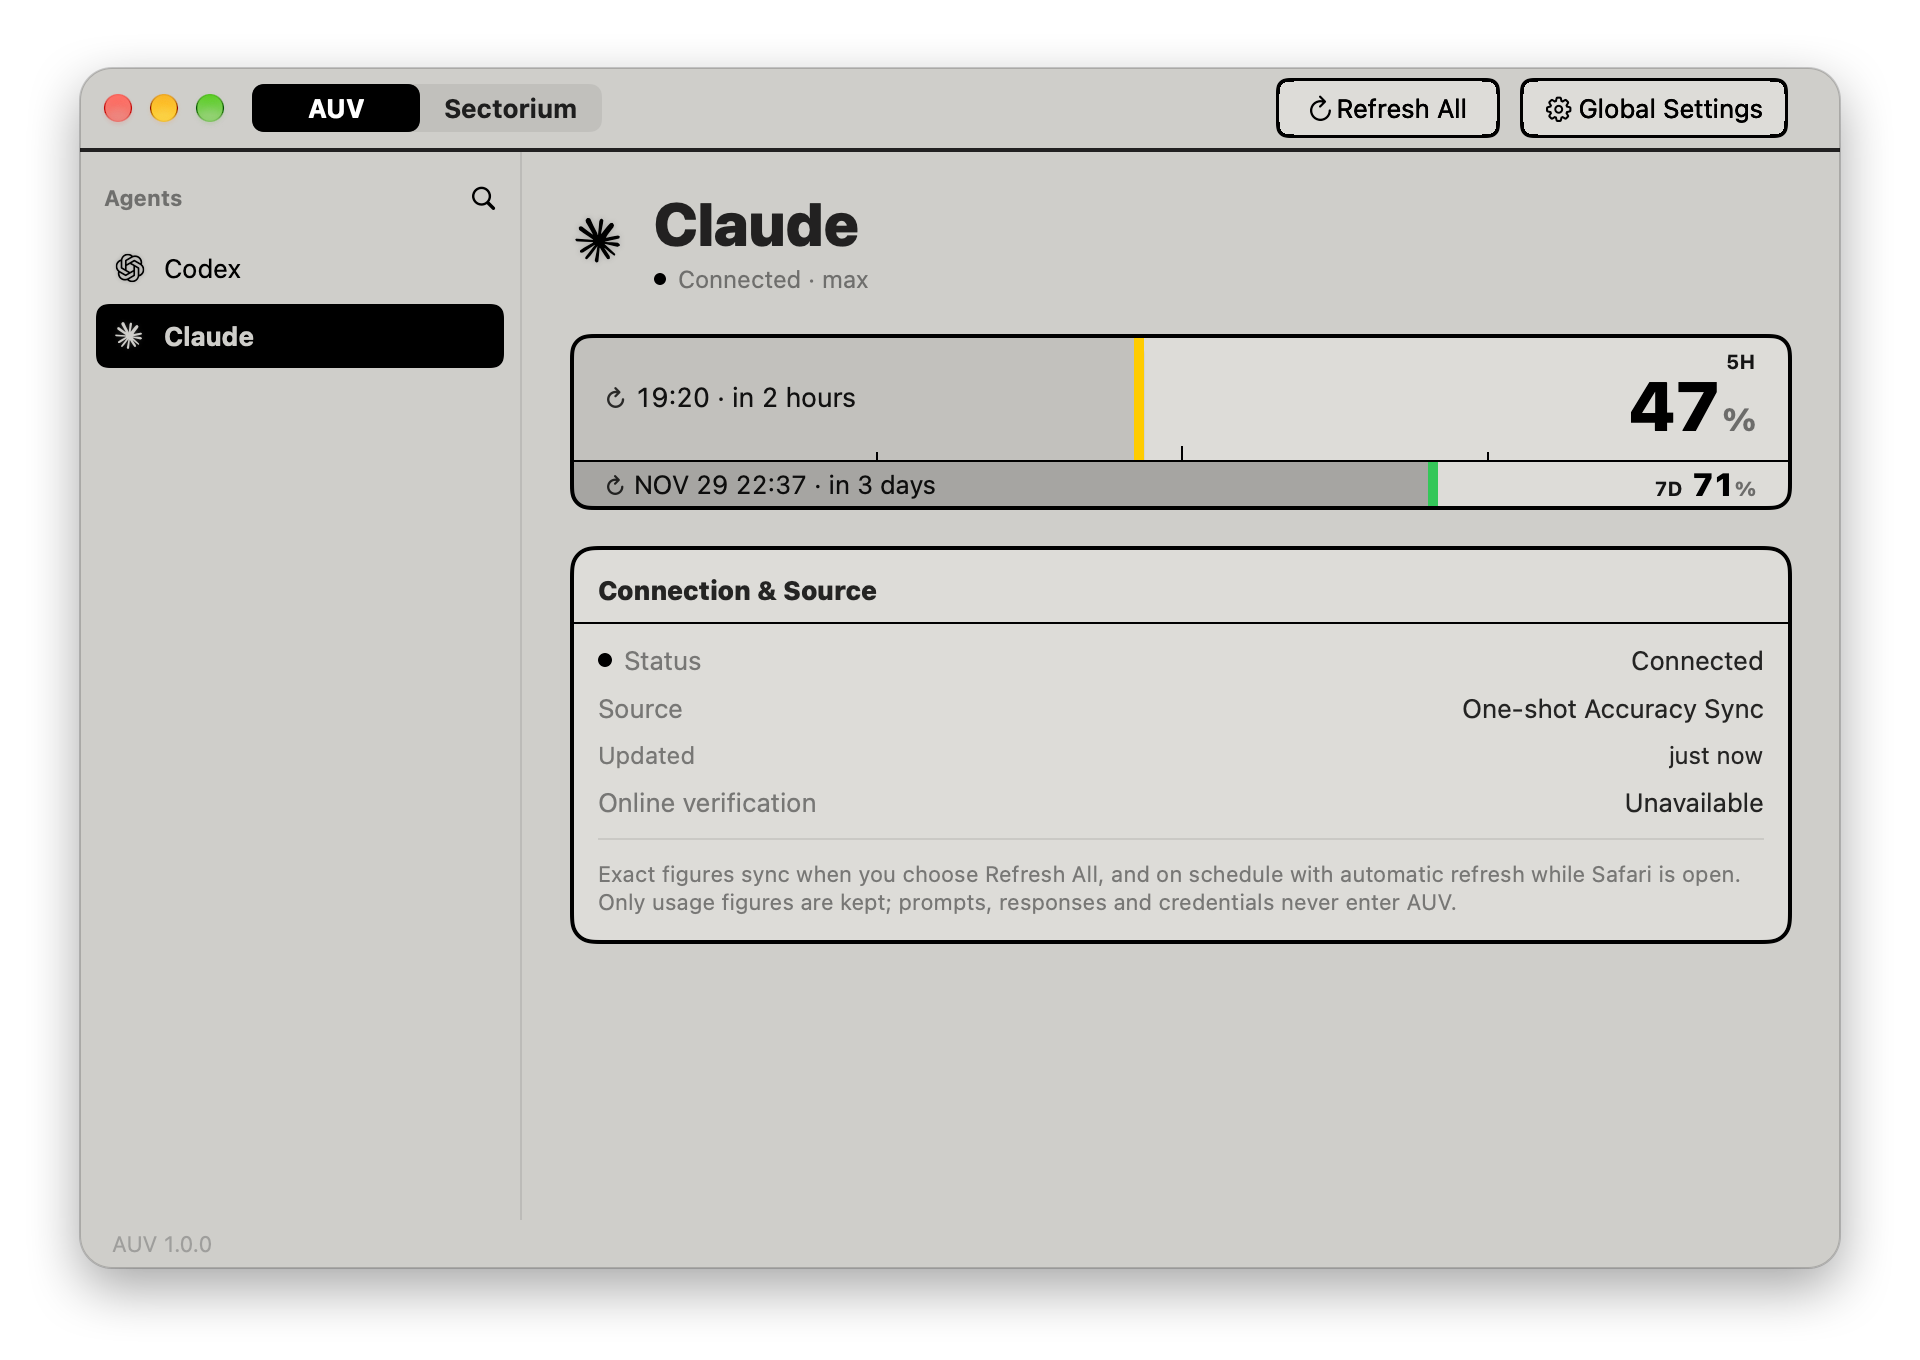 AUV
Sectorium
Refresh All
Global Settings
Agents
Codex
Claude
Claude
Connected · max
5H
19:20 · in 2 hours
47%
NOV 29 22:37 · in 3 days
7D 71%
Connection & Source
Status Connected
Source One-shot Accuracy Sync
Updated just now
Online verification Unavailable
Exact figures sync when you choose Refresh All, and on schedule with automatic refresh while Safari is open.
Only usage figures are kept; prompts, responses and credentials never enter AUV.
AUV 1.0.0